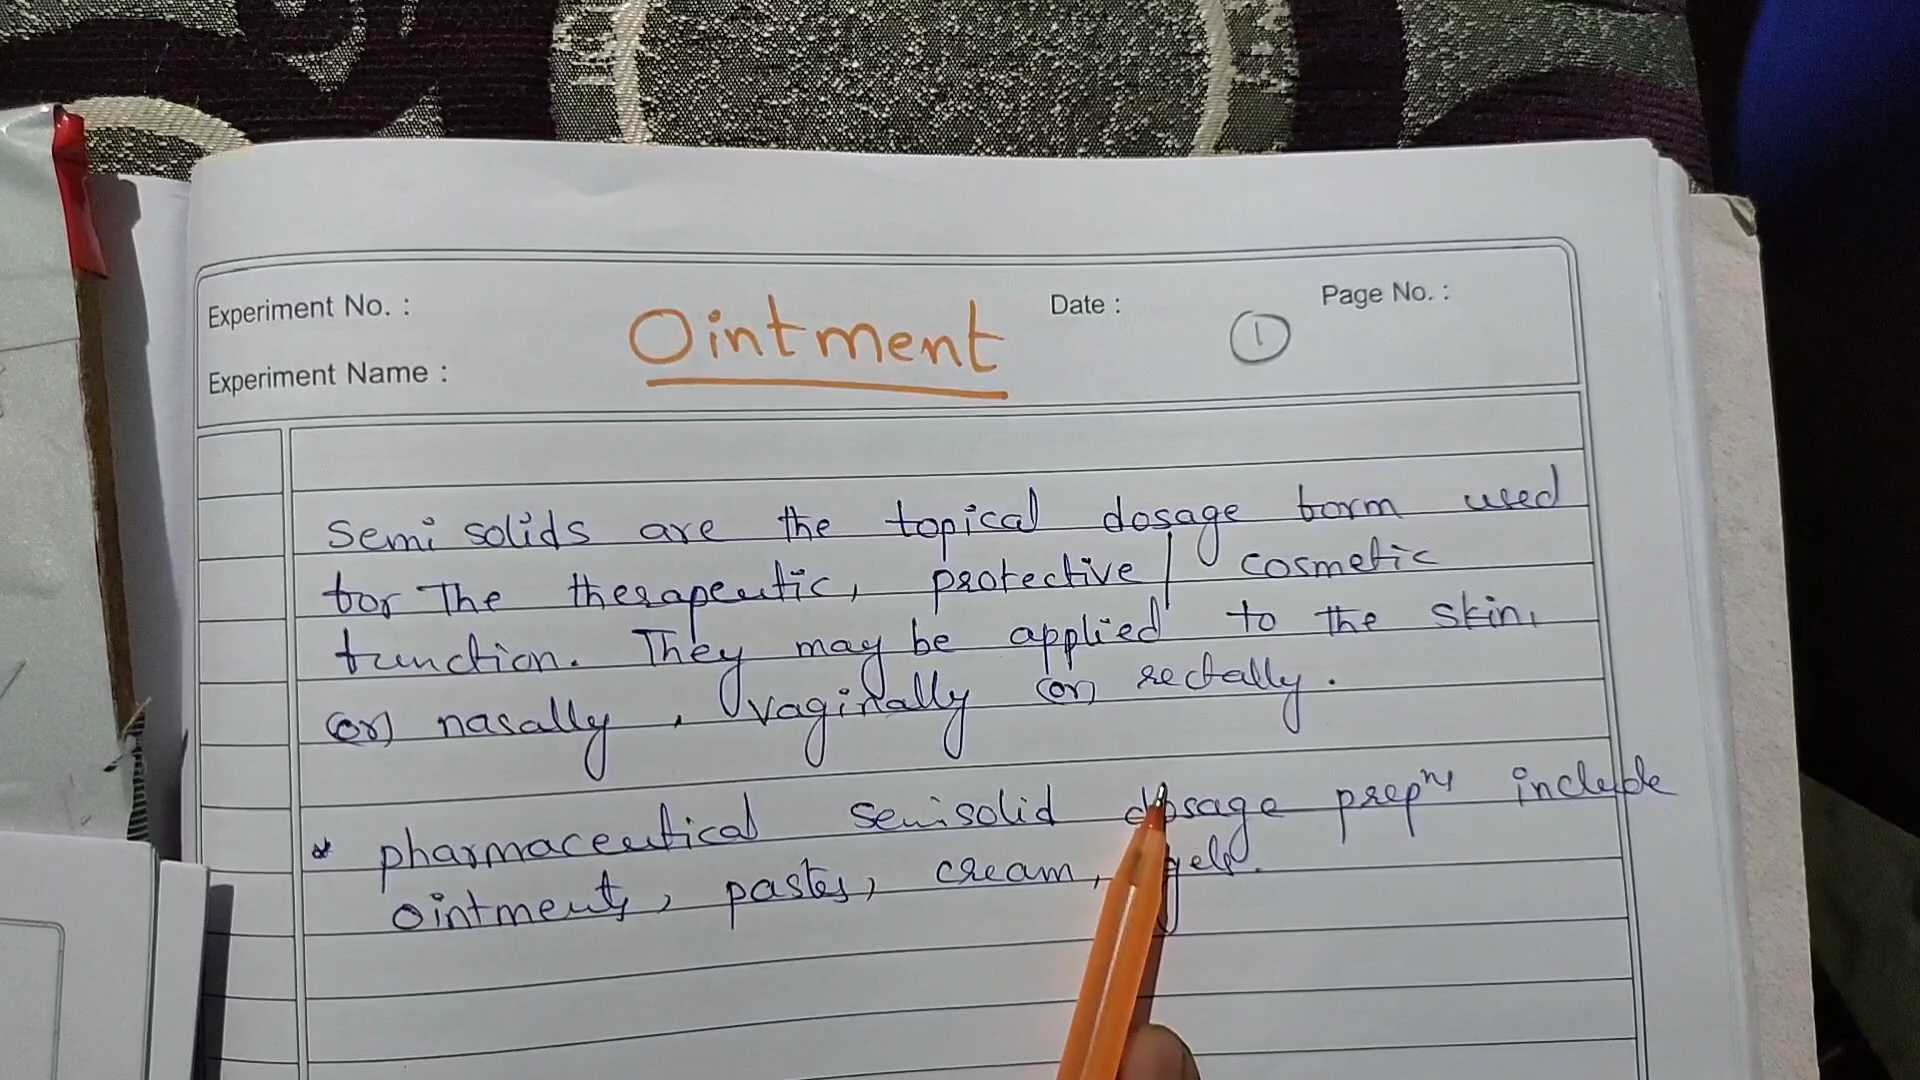 Experiment No. :
Date :
Page No. :
Ointment
1
Experiment Name :
Semi solids are the topical dosage form used
for The therapeutic, protective / cosmetic
function. They may be applied to the skin,
(or) nasally, vaginally (or) rectally.
* pharmaceutical semisolid dosage prepns include
ointments, pastes, cream, gels.